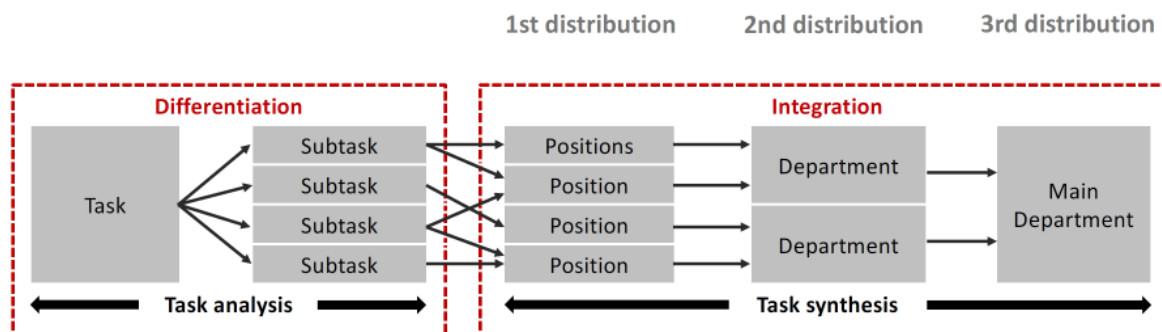 1st distribution 2nd distribution 3rd distribution
Differentiation Integration
Task
Subtask
Subtask
Subtask
Subtask
Positions
Position
Position
Position
Department
Department
Main
Department
Task analysis Task synthesis